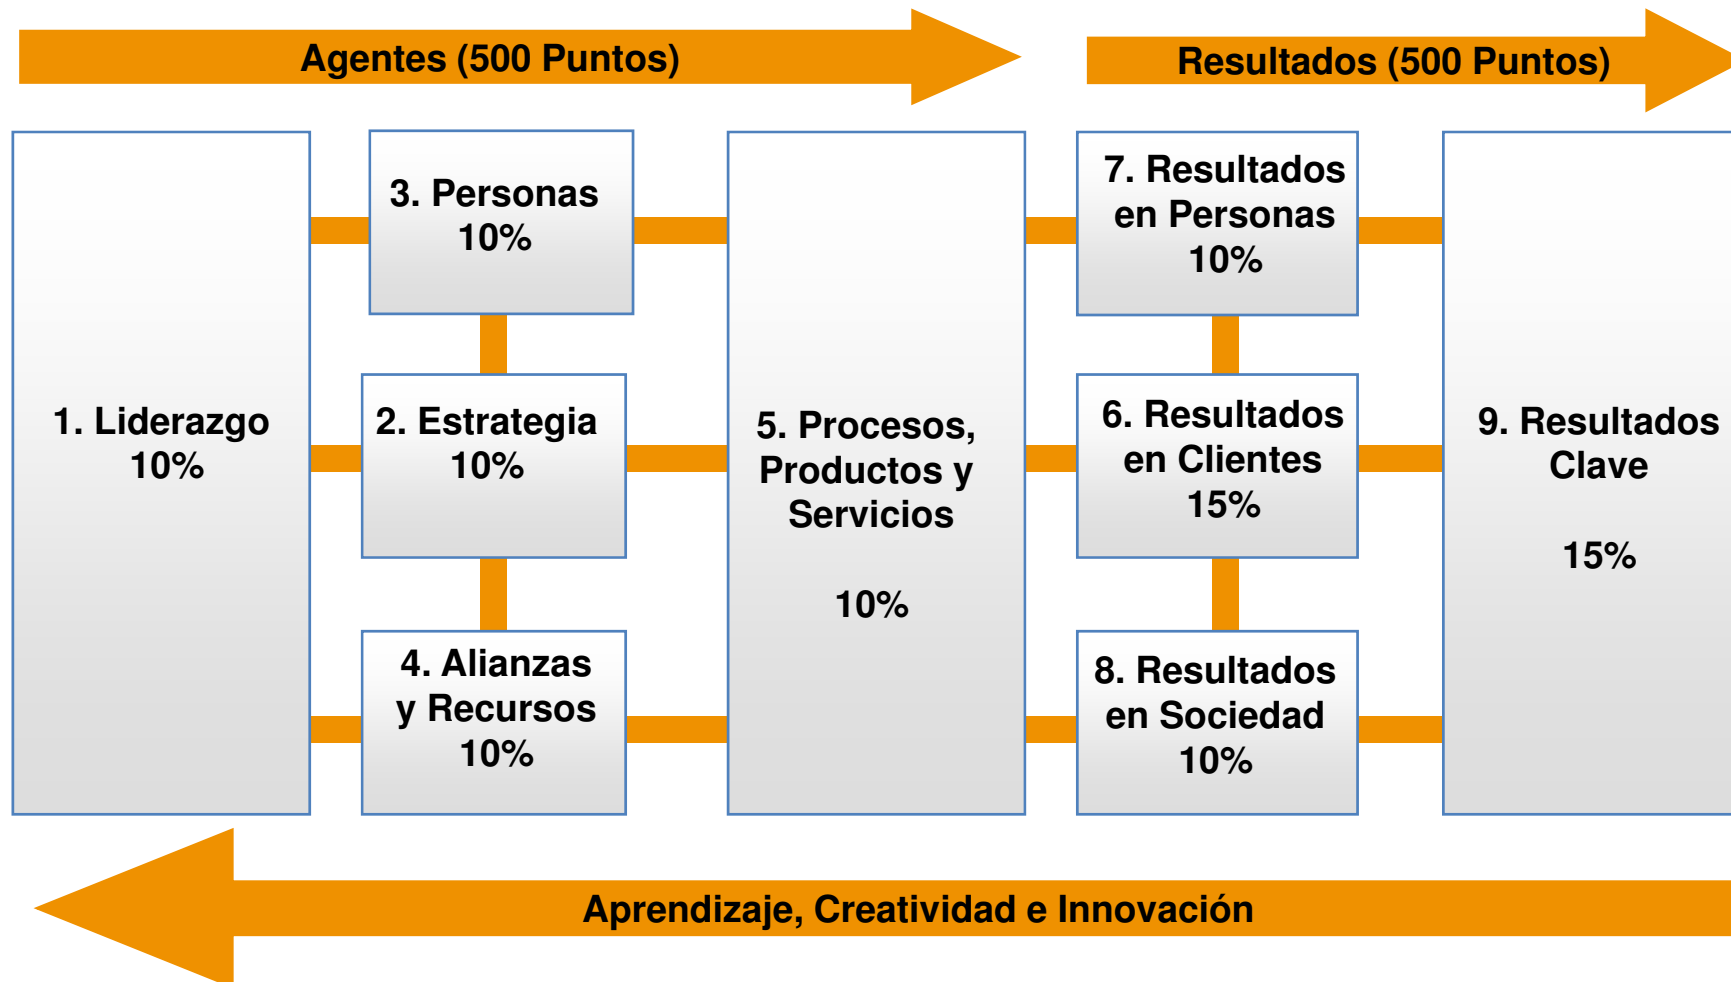 Agentes (500 Puntos)
Resultados (500 Puntos)
1. Liderazgo
10%
3. Personas
10%
2. Estrategia
10%
4. Alianzas
y Recursos
10%
5. Procesos,
Productos y
Servicios
10%
7. Resultados
en Personas
10%
6. Resultados
en Clientes
15%
8. Resultados
en Sociedad
10%
9. Resultados
Clave
15%
Aprendizaje, Creatividad e Innovación